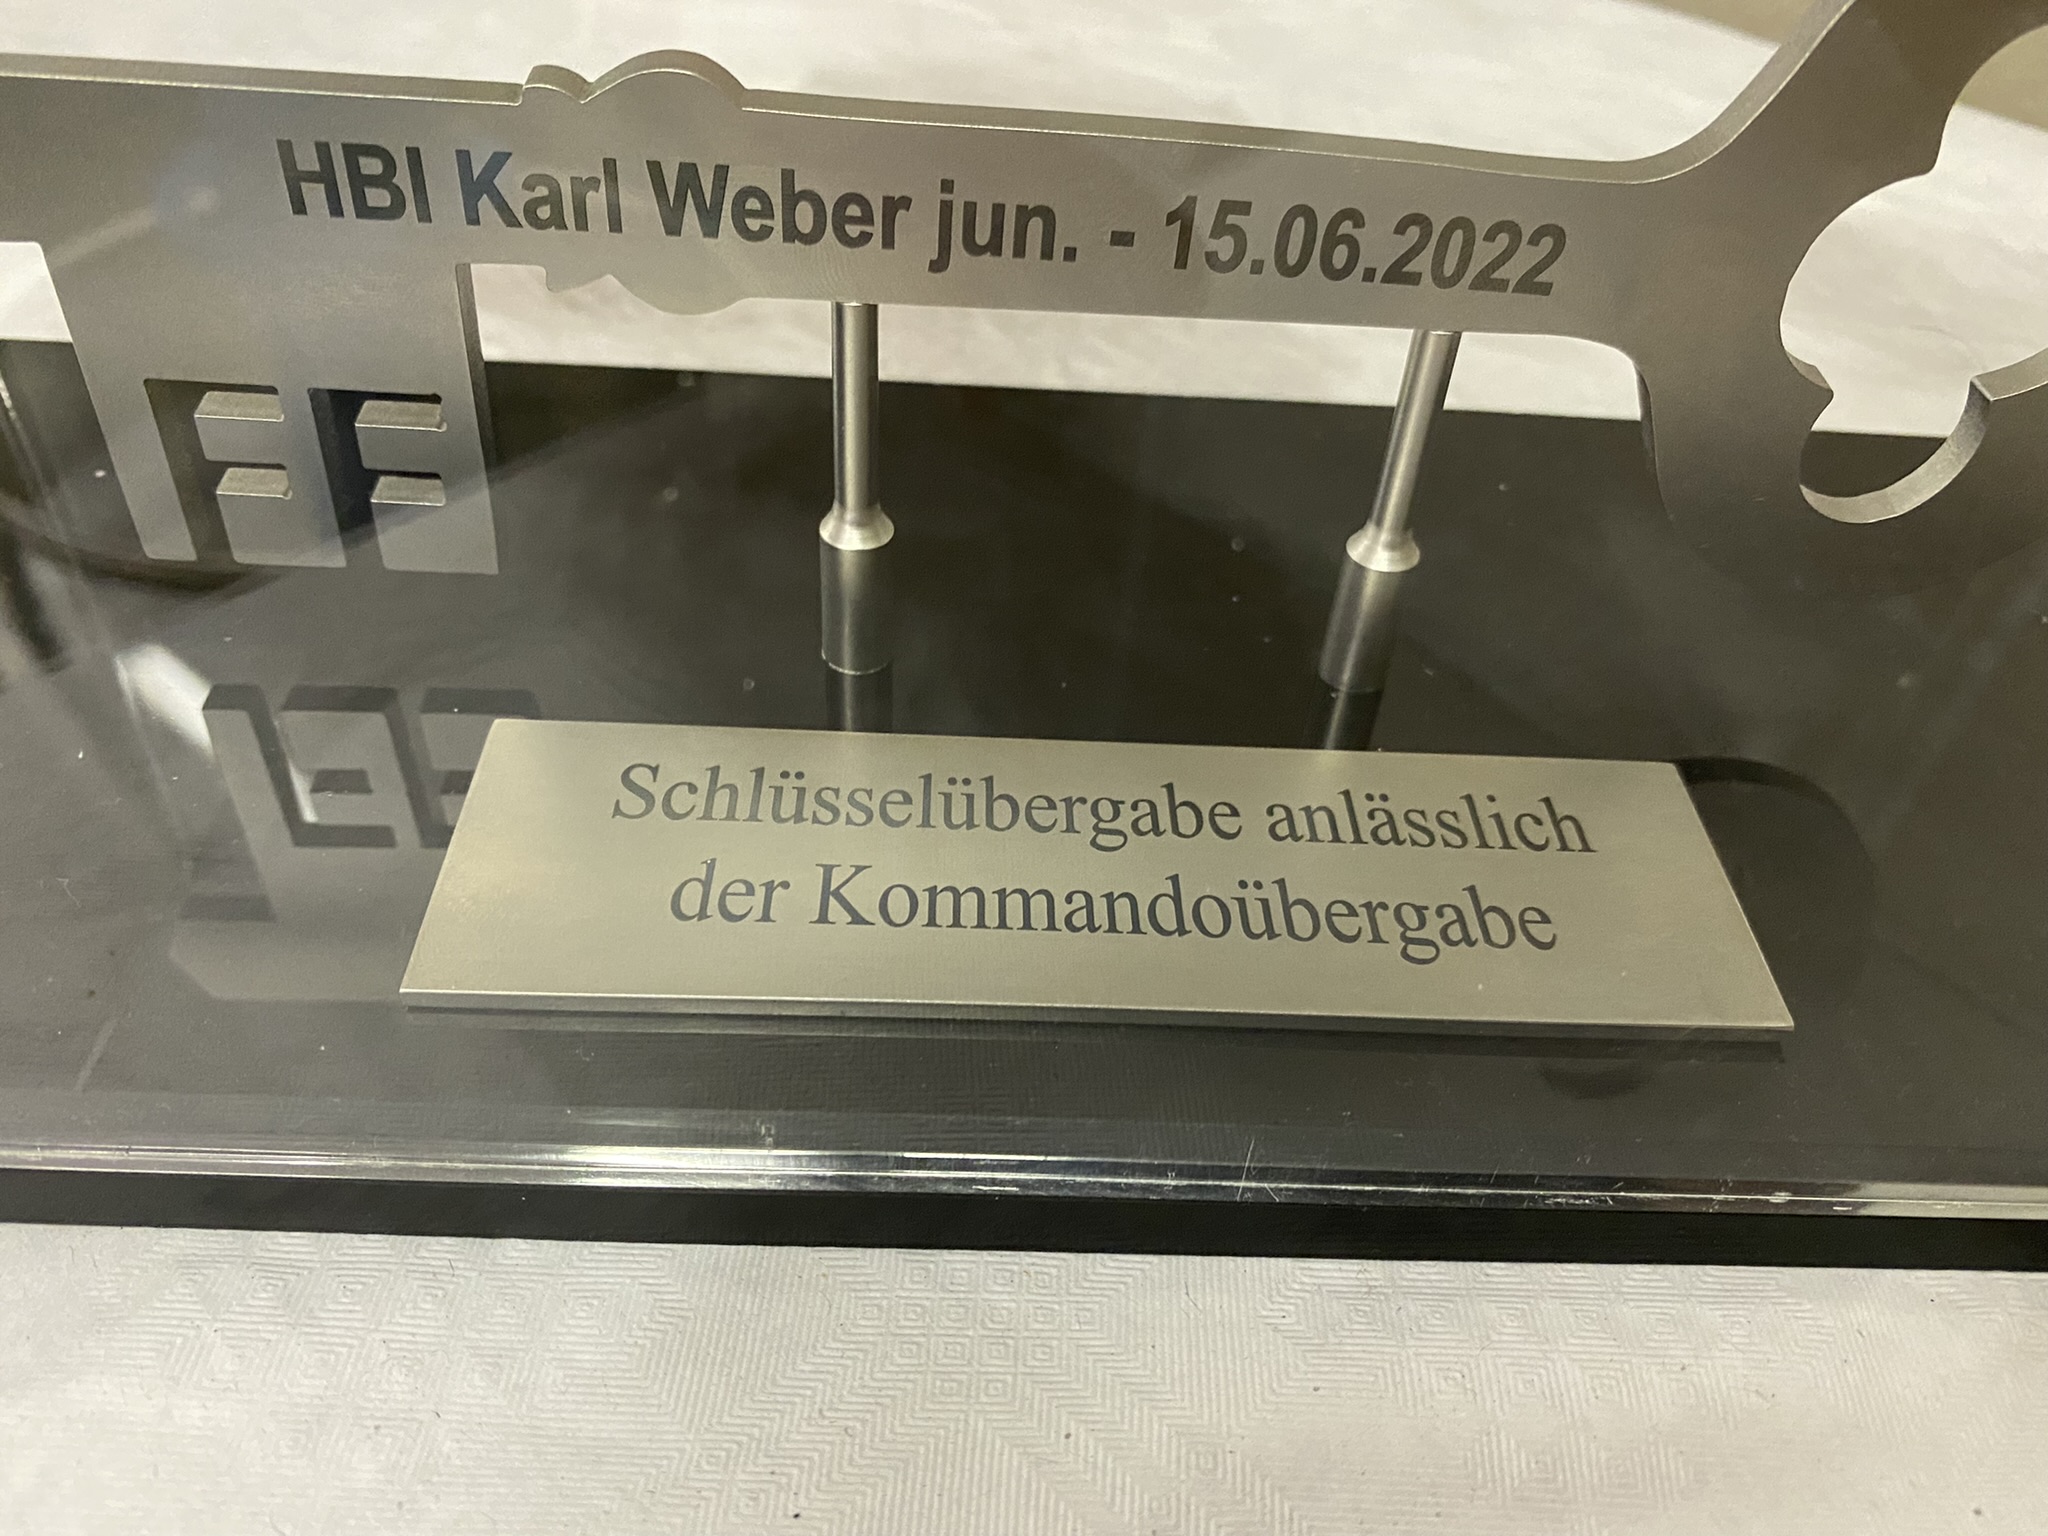 HBI Karl Weber jun. - 15.06.2022
FF
Schlüsselübergabe anlässlich
der Kommandoübergabe